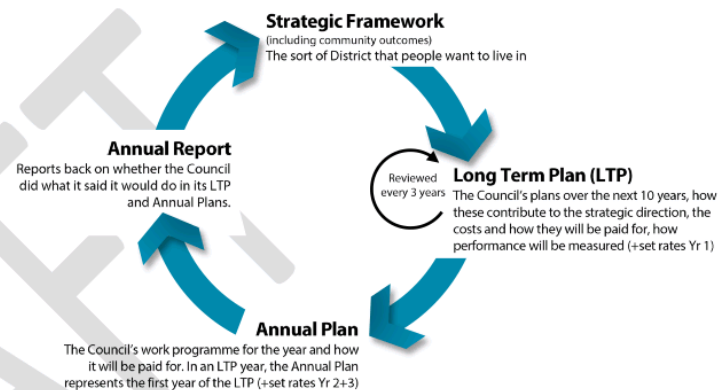 Strategic Framework
(including community outcomes)
The sort of District that people want to live in
Reviewed
every 3 years
Long Term Plan (LTP)
The Council's plans over the next 10 years, how
these contribute to the strategic direction, the
costs and how they will be paid for, how
performance will be measured (+set rates Yr 1)
Annual Plan
The Council's work programme for the year and how
it will be paid for. In an LTP year, the Annual Plan
represents the first year of the LTP (+set rates Yr 2+3)
Annual Report
Reports back on whether the Council
did what it said it would do in its LTP
and Annual Plans.